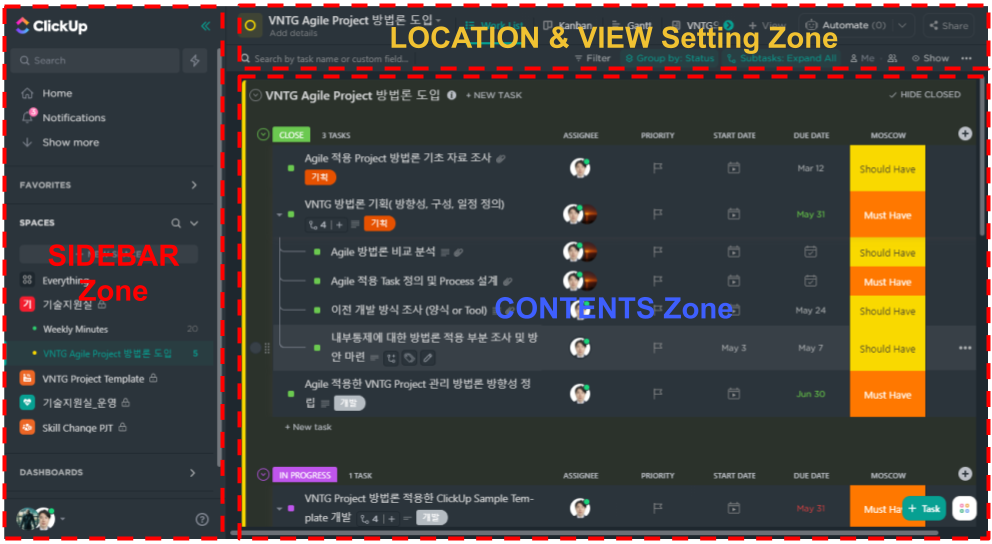 ClickUp
Search
Home
Notifications
3
Show more
FAVORITES
SPACES
SIDEBAR
Zone
Everything
기
기술지원실
Weekly Minutes 20
VNTG Agile Project 방법론 도입 5
VNTG Project Template
기술지원실_운영
Skill Change PJT
DASHBOARDS
VNTG Agile Project 방법론 도입
Add details
Work List
Kanban
Gantt
VNTGS
+ View
Automate (0)
Share
LOCATION & VIEW Setting Zone
Search by task name or custom field...
Filter
Group by: Status
Subtasks: Expand All
Me
Show
VNTG Agile Project 방법론 도입 + NEW TASK
HIDE CLOSED
CLOSE 3 TASKS ASSIGNEE PRIORITY START DATE DUE DATE MOSCOW
Agile 적용 Project 방법론 기초 자료 조사
기획
Mar 12 Should Have
VNTG 방법론 기획( 방향성, 구성, 일정 정의)
4 + 기획
May 31 Must Have
Agile 방법론 비교 분석 Should Have
Agile 적용 Task 정의 및 Process 설계 Must Have
이전 개발 방식 조사 (양식 or Tool) May 24 Should Have
CONTENTS Zone
내부통제에 대한 방법론 적용 부분 조사 및 방
안 마련
May 3 May 7 Should Have
Agile 적용한 VNTG Project 관리 방법론 방향성 정
립 개발
Jun 30 Must Have
+ New task
IN PROGRESS 1 TASK ASSIGNEE PRIORITY START DATE DUE DATE MOSCOW
VNTG Project 방법론 적용한 ClickUp Sample Tem-
plate 개발 4 + 개발
May 31 Must Ha
+ Task